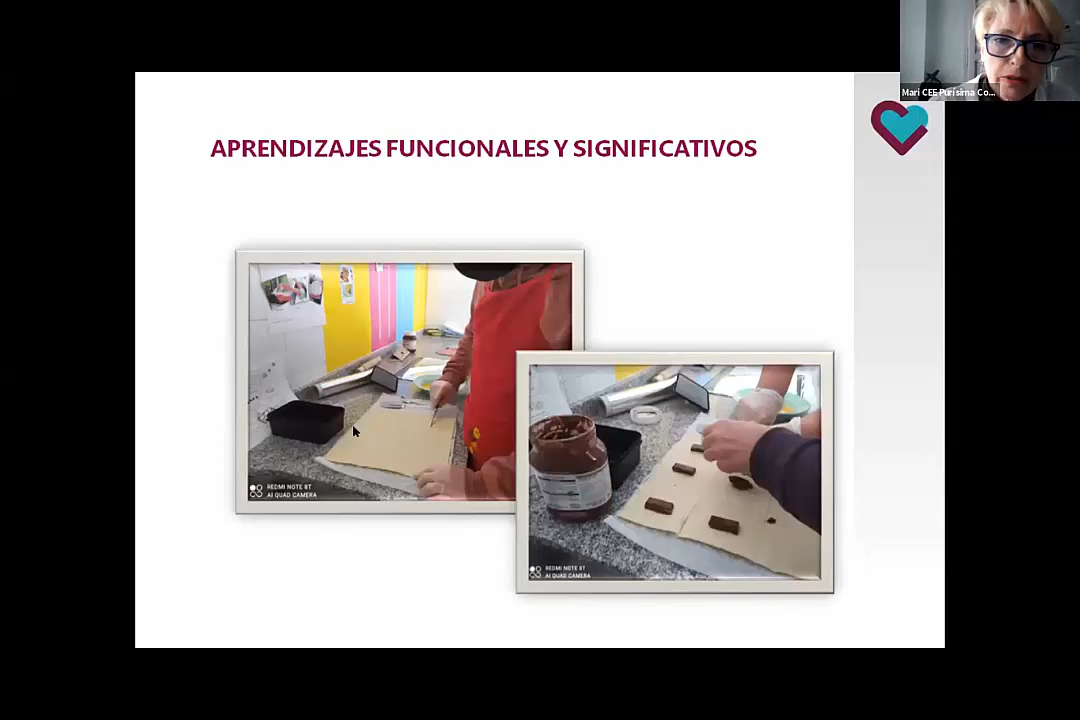 Mari CEE Purísima Co...
APRENDIZAJES FUNCIONALES Y SIGNIFICATIVOS
REDMI NOTE 8T
AI QUAD CAMERA
REDMI NOTE 8T
AI QUAD CAMERA